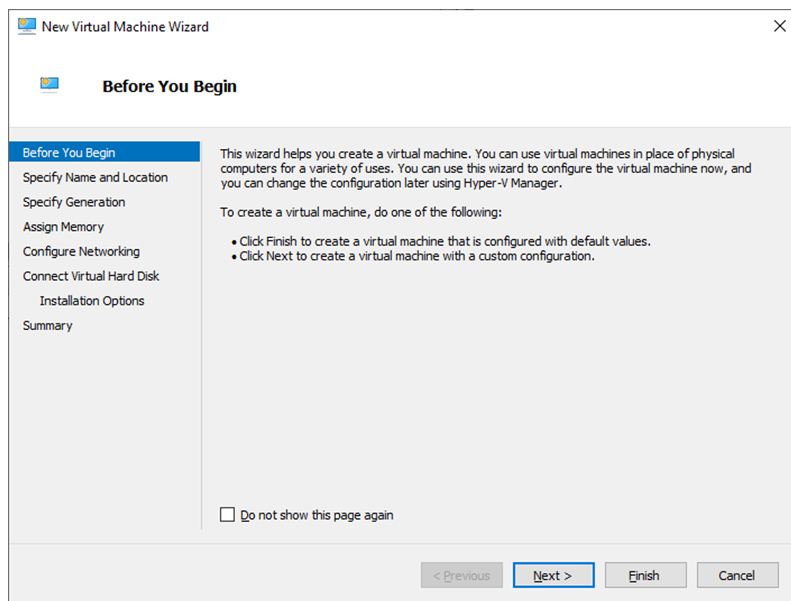 New Virtual Machine Wizard
Before You Begin
Before You Begin
Specify Name and Location
Specify Generation
Assign Memory
Configure Networking
Connect Virtual Hard Disk
Installation Options
Summary
This wizard helps you create a virtual machine. You can use virtual machines in place of physical
computers for a variety of uses. You can use this wizard to configure the virtual machine now, and
you can change the configuration later using Hyper-V Manager.
To create a virtual machine, do one of the following:
• Click Finish to create a virtual machine that is configured with default values.
• Click Next to create a virtual machine with a custom configuration.
Do not show this page again
< Previous
Next >
Finish
Cancel